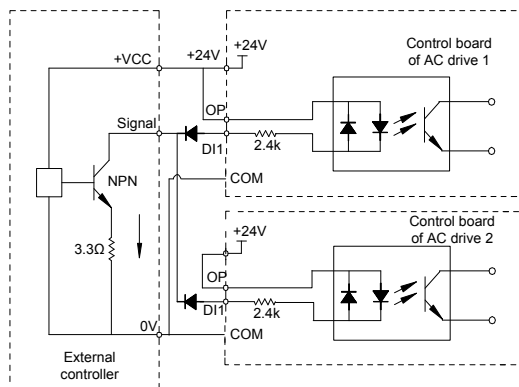 +VCC
+24V
+24V
Control board
of AC drive 1
OP
Signal
DI1
2.4k
NPN
COM
Control board
of AC drive 2
+24V
3.3Ω
OP
DI1
2.4k
0V
COM
External
controller